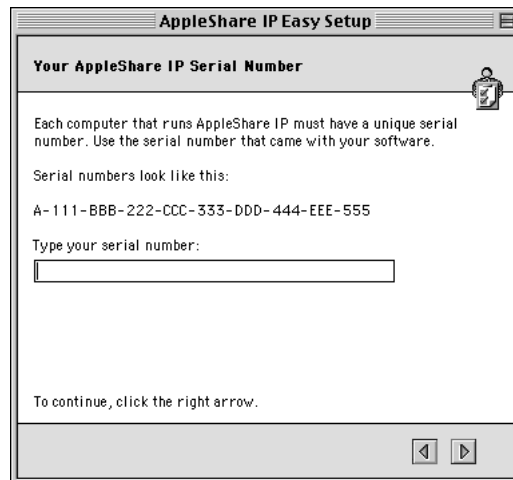 AppleShare IP Easy Setup
Your AppleShare IP Serial Number
Each computer that runs AppleShare IP must have a unique serial
number. Use the serial number that came with your software.
Serial numbers look like this:
A-111-BBB-222-CCC-333-DDD-444-EEE-555
Type your serial number:
To continue, click the right arrow.